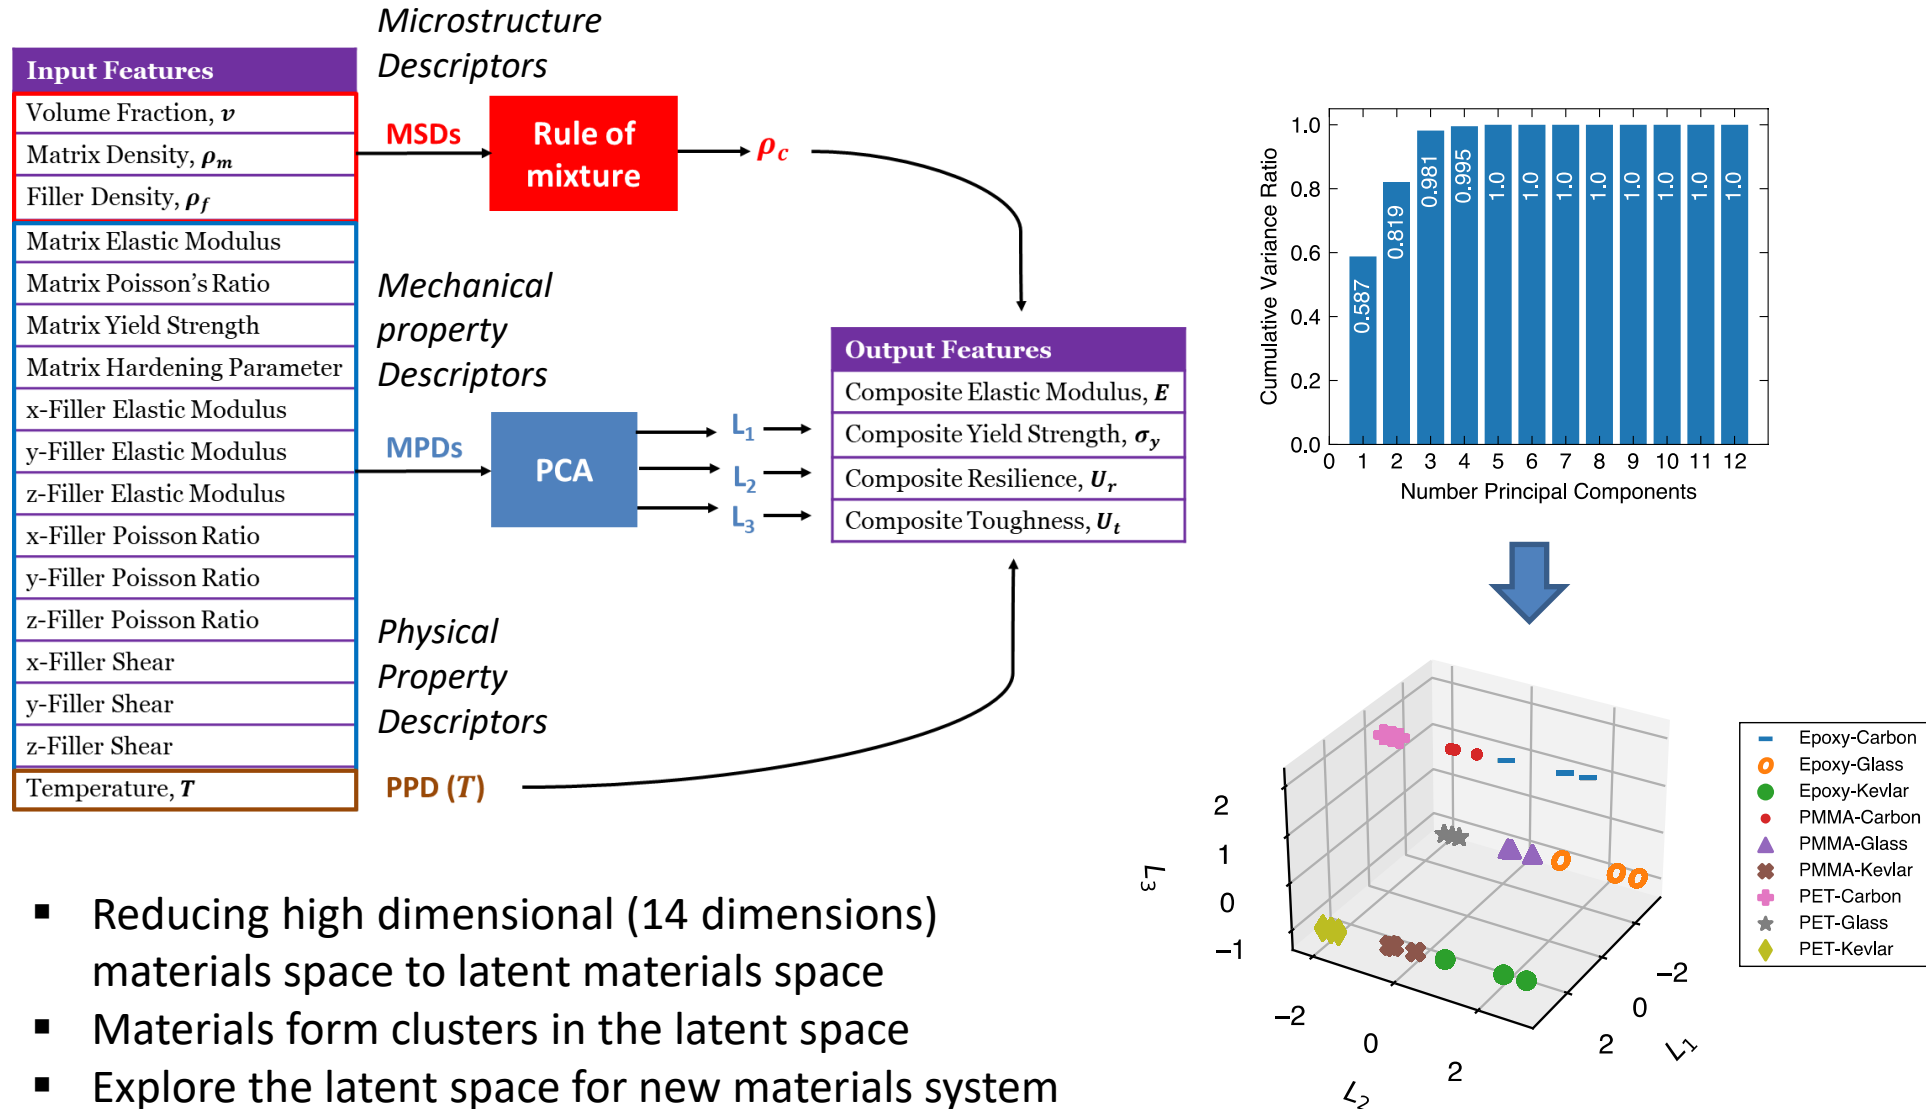 Microstructure
Descriptors
Input Features
Volume Fraction, v
Matrix Density, ρm
Filler Density, ρf
Matrix Elastic Modulus
Matrix Poisson's Ratio
Matrix Yield Strength
Matrix Hardening Parameter
x-Filler Elastic Modulus
y-Filler Elastic Modulus
z-Filler Elastic Modulus
x-Filler Poisson Ratio
y-Filler Poisson Ratio
z-Filler Poisson Ratio
x-Filler Shear
y-Filler Shear
z-Filler Shear
Temperature, T
MSDs
Rule of
mixture
ρc
Mechanical
property
Descriptors
MPDs
PCA
L1
L2
L3
Output Features
Composite Elastic Modulus, E
Composite Yield Strength, σy
Composite Resilience, Ur
Composite Toughness, Ut
Physical
Property
Descriptors
PPD (T)
Cumulative Variance Ratio
1.0
0.8
0.6
0.4
0.2
0.0
0.587
0.819
0.981
0.995
1.0
1.0
1.0
1.0
1.0
1.0
1.0
1.0
0 1 2 3 4 5 6 7 8 9 10 11 12
Number Principal Components
L3
2
1
0
−1
−2
0
2
L2
−2
0
2
L1
Epoxy-Carbon
Epoxy-Glass
Epoxy-Kevlar
PMMA-Carbon
PMMA-Glass
PMMA-Kevlar
PET-Carbon
PET-Glass
PET-Kevlar
▪ Reducing high dimensional (14 dimensions)
materials space to latent materials space
▪ Materials form clusters in the latent space
▪ Explore the latent space for new materials system